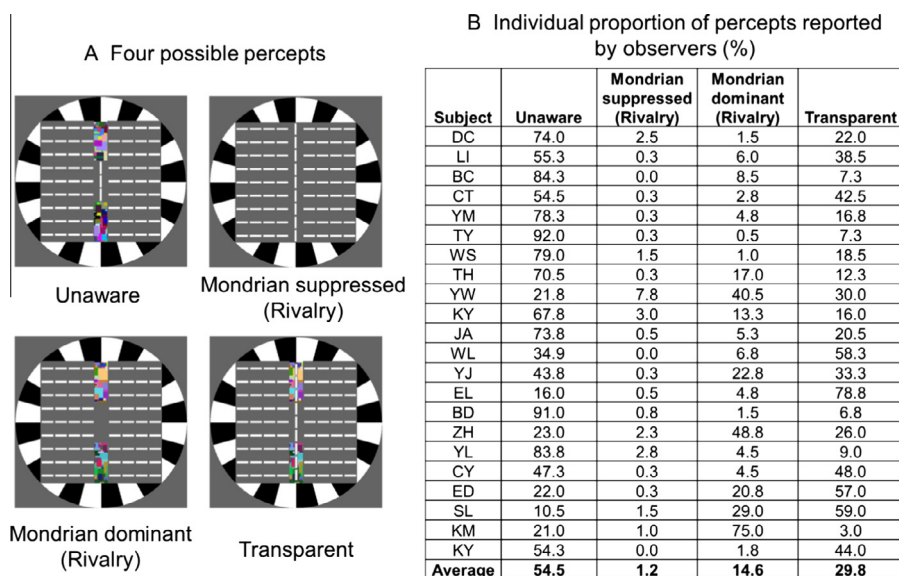 A Four possible percepts
Unaware
Mondrian suppressed
(Rivalry)
Mondrian dominant
(Rivalry)
Transparent
B Individual proportion of percepts reported
by observers (%)
Subject Unaware Mondrian suppressed (Rivalry) Mondrian dominant (Rivalry) Transparent
DC 74.0 2.5 1.5 22.0
LI 55.3 0.3 6.0 38.5
BC 84.3 0.0 8.5 7.3
CT 54.5 0.3 2.8 42.5
YM 78.3 0.3 4.8 16.8
TY 92.0 0.3 0.5 7.3
WS 79.0 1.5 1.0 18.5
TH 70.5 0.3 17.0 12.3
YW 21.8 7.8 40.5 30.0
KY 67.8 3.0 13.3 16.0
JA 73.8 0.5 5.3 20.5
WL 34.9 0.0 6.8 58.3
YJ 43.8 0.3 22.8 33.3
EL 16.0 0.5 4.8 78.8
BD 91.0 0.8 1.5 6.8
ZH 23.0 2.3 48.8 26.0
YL 83.8 2.8 4.5 9.0
CY 47.3 0.3 4.5 48.0
ED 22.0 0.3 20.8 57.0
SL 10.5 1.5 29.0 59.0
KM 21.0 1.0 75.0 3.0
KY 54.3 0.0 1.8 44.0
Average 54.5 1.2 14.6 29.8